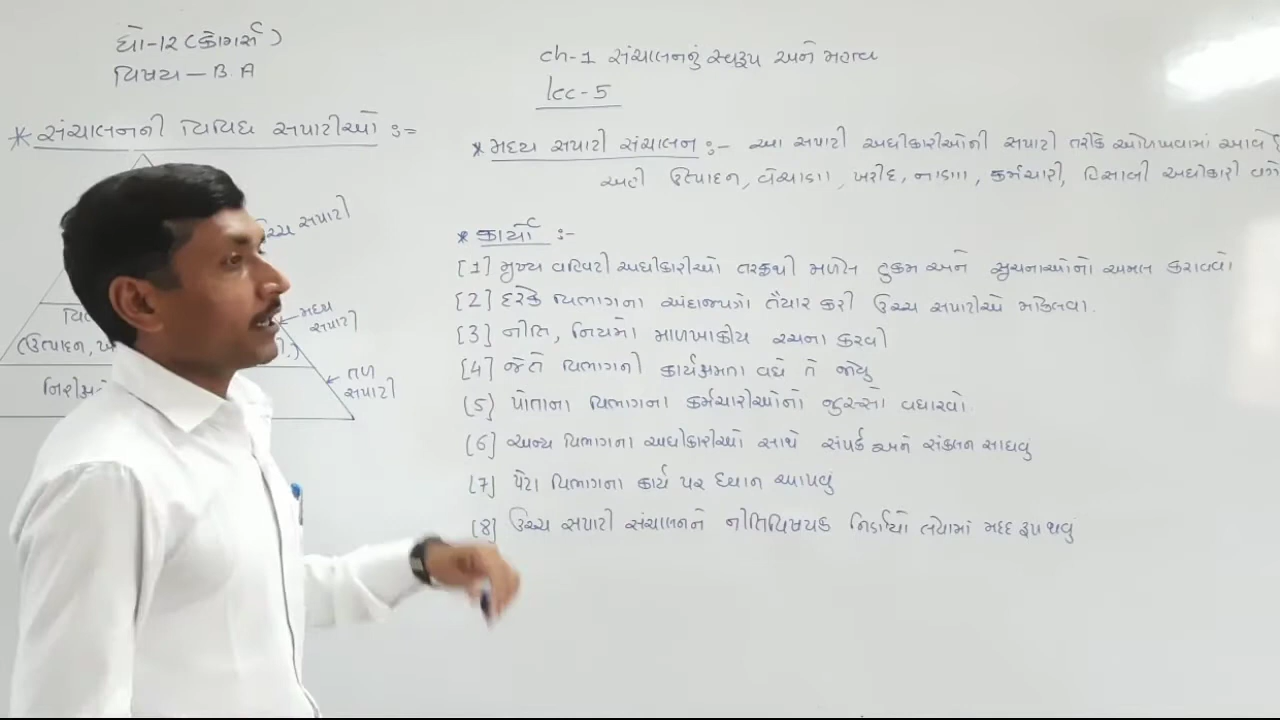 ધો-12 (કોમર્સ)
વિષય – B.A
* સંચાલનની વિવિધ સપાટીઓ :=
ઉચ્ચ સપાટી
મધ્ય
સપાટી
(ઉત્પાદન,
તળ
સપાટી
ch-1 સંચાલનનું સ્વરૂપ અને મહત્વ
lec-5
* મધ્ય સપાટી સંચાલન :- આ સપાટી અધીકારીઓની સપાટી તરીકે ઓળખવામાં આવે
ઉત્પાદન, વેચાણ, ખરીદ, નાણા, કર્મચારી, હિસાબી અધીકારી વગે
* કાર્યો :-
[1] મુખ્ય વહિવટી અધીકારીઓ તરફથી મળેલ હુકમ અને સુચનાઓનો અમલ કરાવવો
[2] દરેક વિભાગના અંદાજપત્રો તૈયાર કરી ઉચ્ચ સપાટીએ મોકલવા.
[3] નીતિ, નિયમો માળખાકીય રચના કરવી
[4] જેતે વિભાગની કાર્યક્ષમતા વધે તે જોવું
(5) પોતાના વિભાગના કર્મચારીઓનો જુસ્સો વધારવો.
(6) અન્ય વિભાગના અધીકારીઓ સાથે સંપર્ક અને સંકલન સાધવું
[7] પેટા વિભાગના કાર્ય પર ધ્યાન આપવું
[8] ઉચ્ચ સપાટી સંચાલનને નીતિવિષયક નિર્ણયો લેવામાં મદદ રૂપ થવું